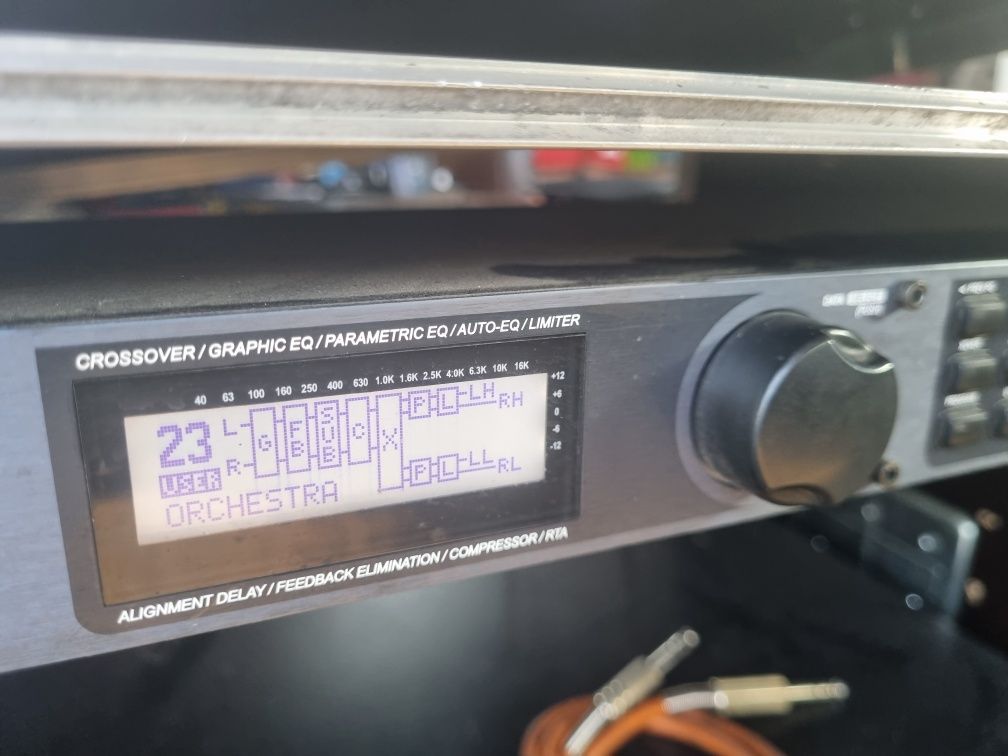 CROSSOVER / GRAPHIC EQ / PARAMETRIC EQ / AUTO-EQ / LIMITER
40 63 100 160 250 400 630 1.0K 1.6K 2.5K 4.0K 6.3K 10K 16K
+12
+6
0
-6
-12
23
USER
L
R
G
FB
SUB
C
X
P L LH RH
P L LL RL
ORCHESTRA
ALIGNMENT DELAY / FEEDBACK ELIMINATION / COMPRESSOR / RTA
DATA